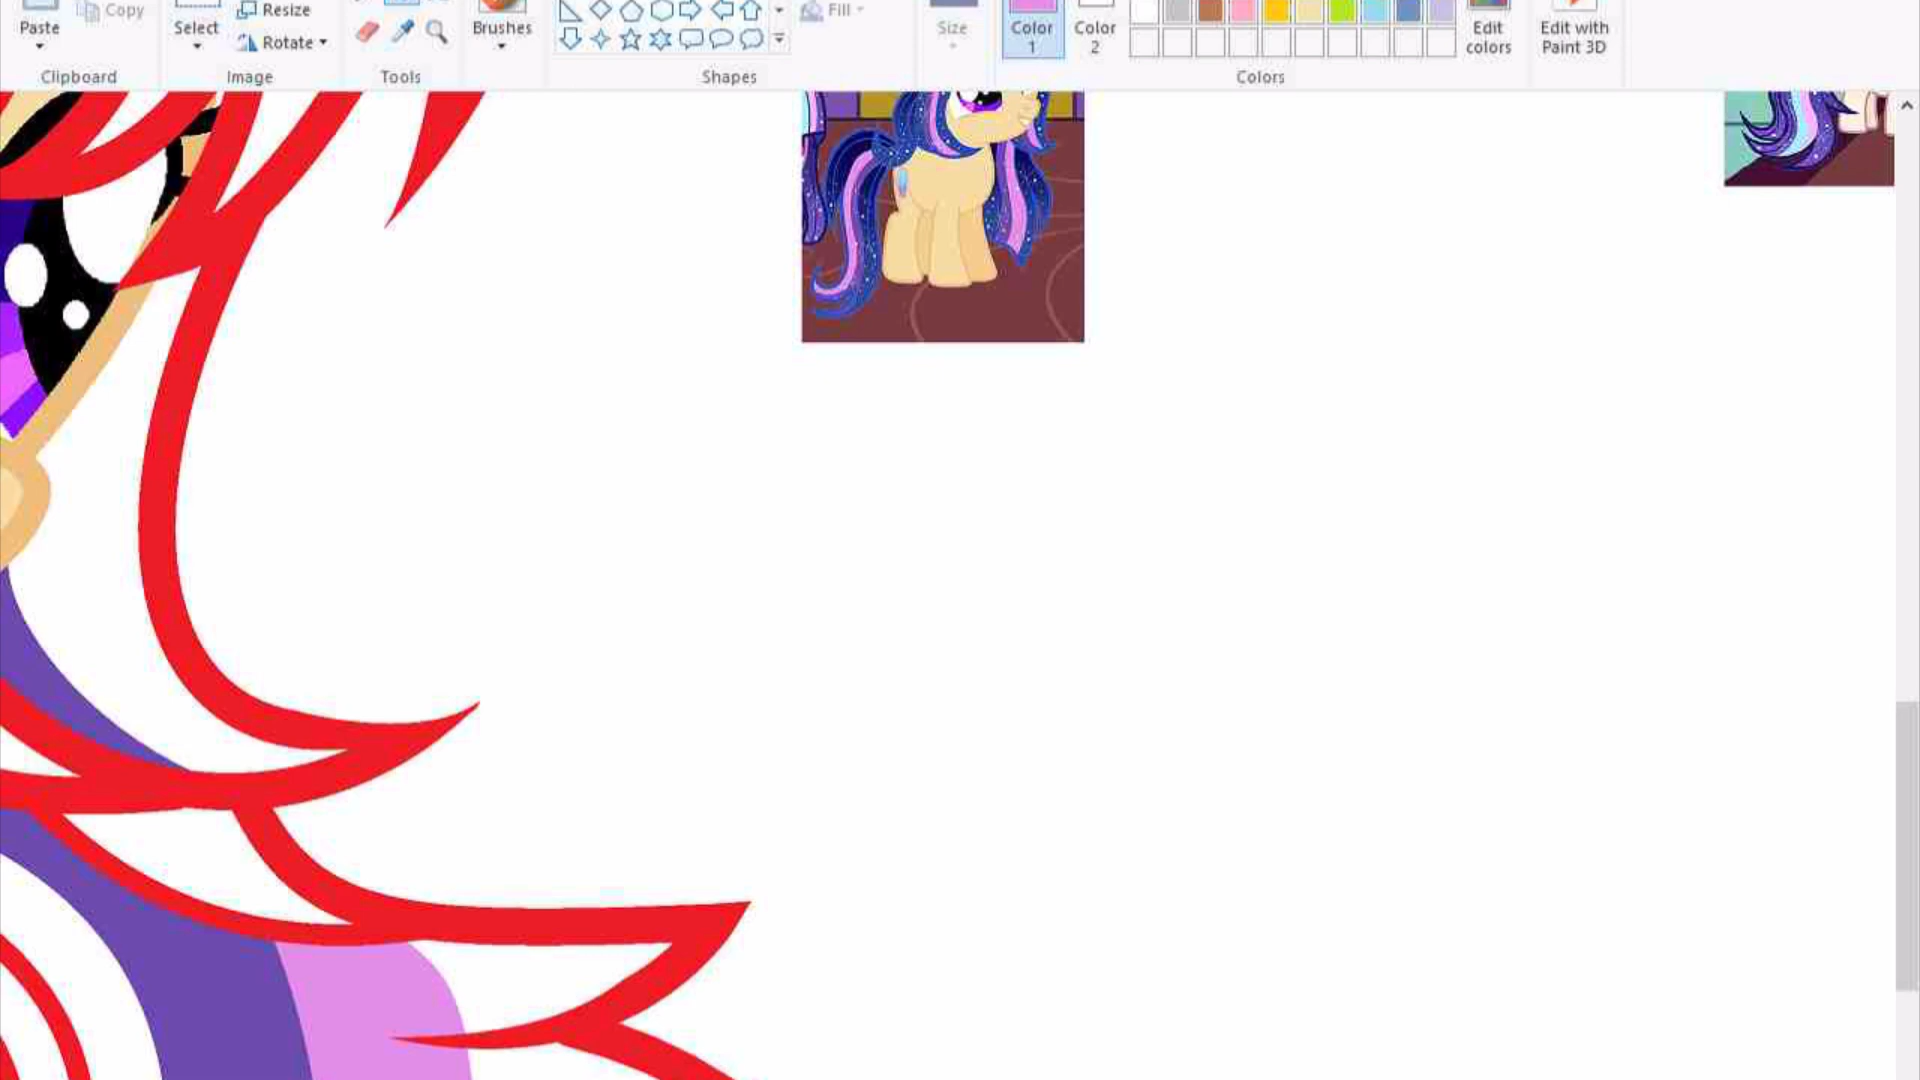 Paste
Copy
Select
Resize
Rotate
Brushes
Fill
Size
Color
1
Color
2
Edit
colors
Edit with
Paint 3D
Clipboard
Image
Tools
Shapes
Colors